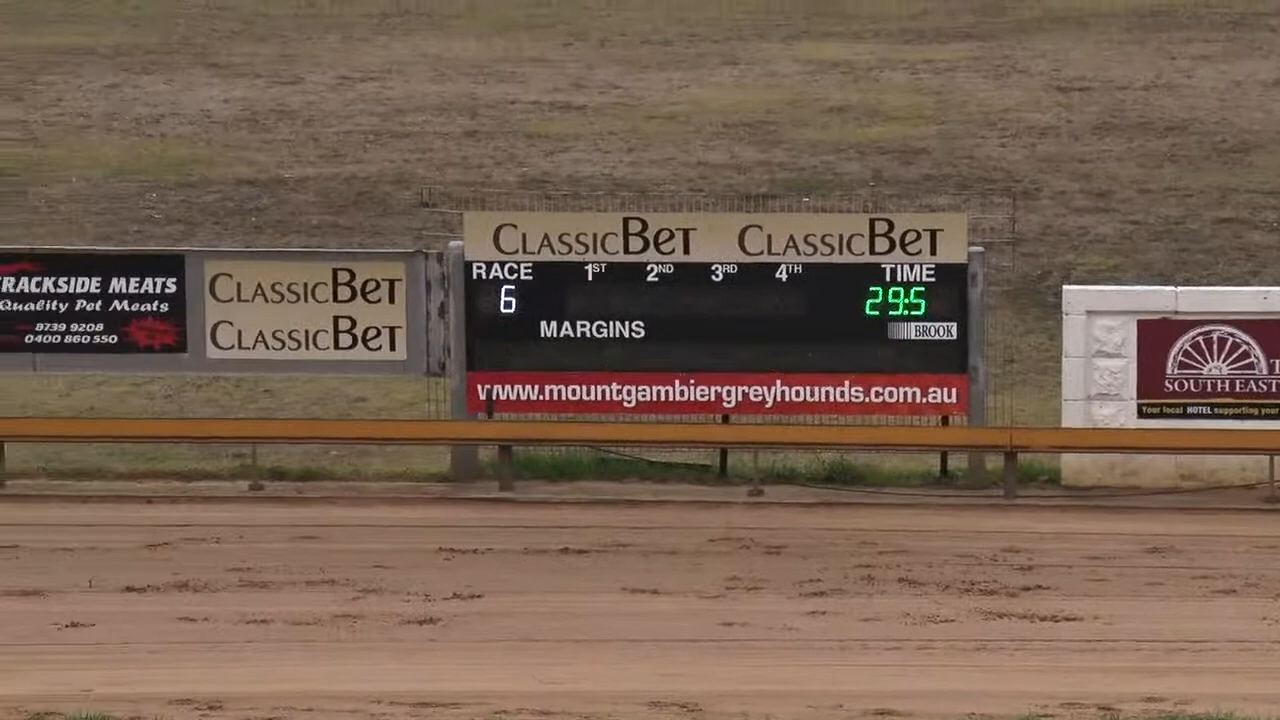 CLASSICBET CLASSICBET
RACE 1ST 2ND 3RD 4TH TIME
6 29:5
MARGINS BROOK
www.mountgambiergreyhounds.com.au
TRACKSIDE MEATS
Quality Pet Meats
8739 9208
0400 860 550
CLASSICBET
CLASSICBET
SOUTH EAST
Your local HOTEL supporting your